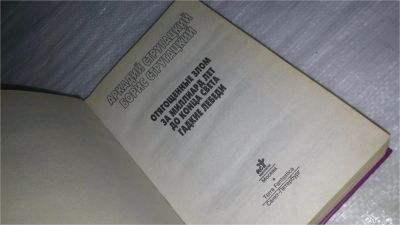 АРКАДИЙ СТРУГАЦКИЙ
БОРИС СТРУГАЦКИЙ
ОТЯГОЩЕННЫЕ ЗЛОМ
ЗА МИЛЛИАРД ЛЕТ
ДО КОНЦА СВЕТА
ГАДКИЕ ЛЕБЕДИ
Москва
Terra Fantastica
Санкт-Петербург